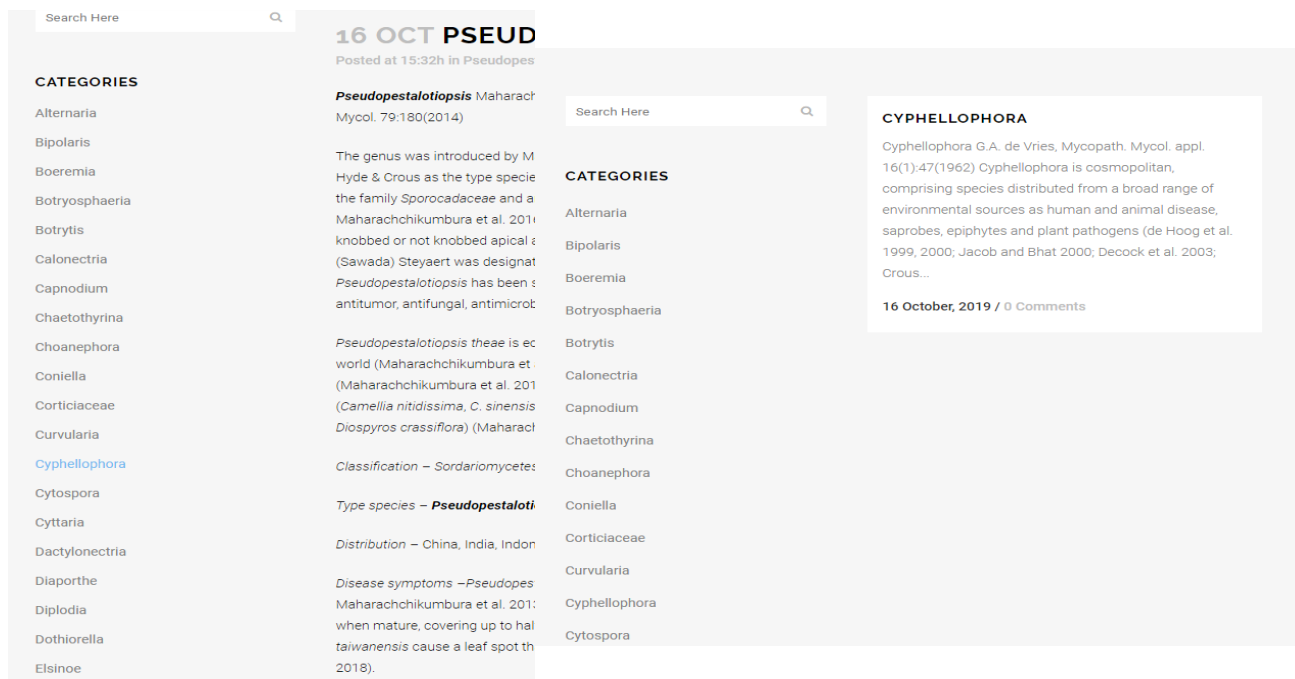 Search Here
CATEGORIES
Alternaria
Bipolaris
Boeremia
Botryosphaeria
Botrytis
Calonectria
Capnodium
Chaetothyrina
Choanephora
Coniella
Corticiaceae
Curvularia
Cyphellophora
Cytospora
Cyttaria
Dactylonectria
Diaporthe
Diplodia
Dothiorella
Elsinoe
16 OCT PSEUD
Posted at 15:32h in Pseudopes
Pseudopestalotiopsis Maharach
Mycol. 79:180(2014)
The genus was introduced by M
Hyde & Crous as the type specie
the family Sporocadaceae and a
Maharachchikumbura et al. 201
knobbed or not knobbed apical a
(Sawada) Steyaert was designat
Pseudopestalotiopsis has been s
antitumor, antifungal, antimicrob
Pseudopestalotiopsis theae is ec
world (Maharachchikumbura et
(Maharachchikumbura et al. 201
(Camellia nitidissima, C. sinensis
Diospyros crassiflora) (Maharach
Classification – Sordariomycetes
Type species – Pseudopestaloti
Distribution – China, India, Indon
Disease symptoms –Pseudopes
Maharachchikumbura et al. 201
when mature, covering up to hal
taiwanensis cause a leaf spot th
2018).
Search Here
CATEGORIES
Alternaria
Bipolaris
Boeremia
Botryosphaeria
Botrytis
Calonectria
Capnodium
Chaetothyrina
Choanephora
Coniella
Corticiaceae
Curvularia
Cyphellophora
Cytospora
CYPHELLOPHORA
Cyphellophora G.A. de Vries, Mycopath. Mycol. appl.
16(1):47(1962) Cyphellophora is cosmopolitan,
comprising species distributed from a broad range of
environmental sources as human and animal disease,
saprobes, epiphytes and plant pathogens (de Hoog et al.
1999, 2000; Jacob and Bhat 2000; Decock et al. 2003;
Crous...
16 October, 2019 / 0 Comments